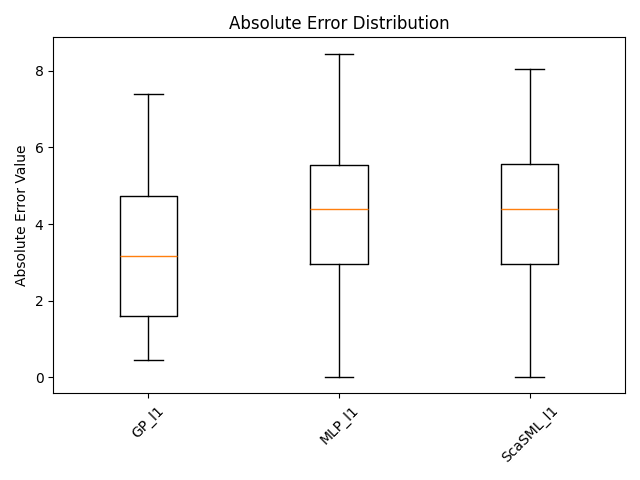 Absolute Error Distribution
Absolute Error Value
8
6
4
2
0
GP_l1
MLP_l1
ScaSML_l1